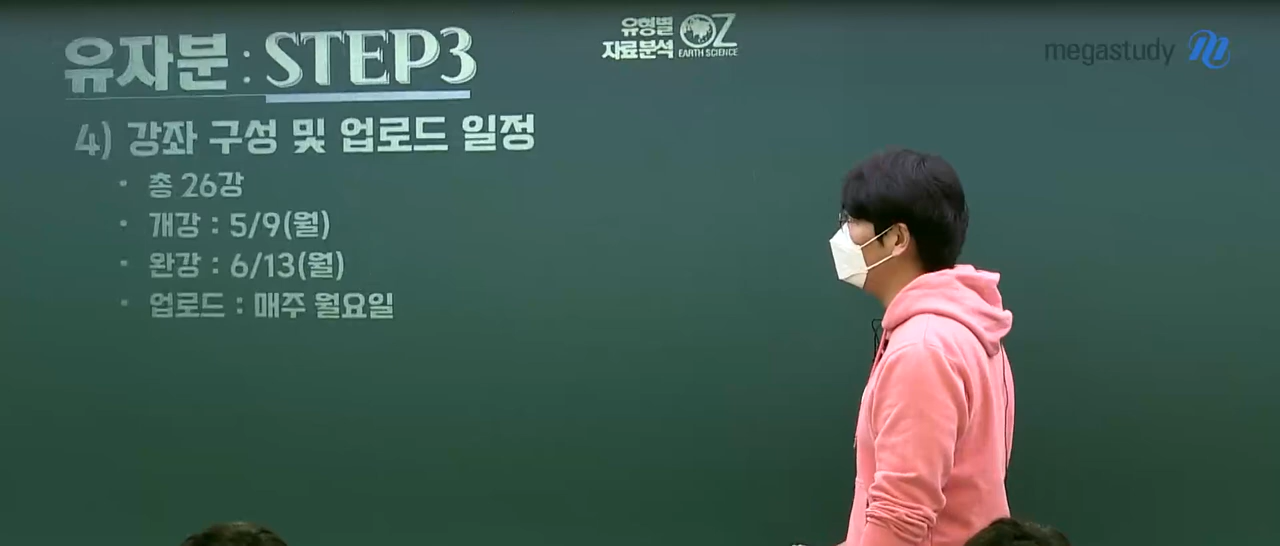 유자분 : STEP3
유형별
자료분석
OZ
EARTH SCIENCE
megastudy
4) 강좌 구성 및 업로드 일정
• 총 26강
• 개강 : 5/9(월)
• 완강 : 6/13(월)
• 업로드 : 매주 월요일